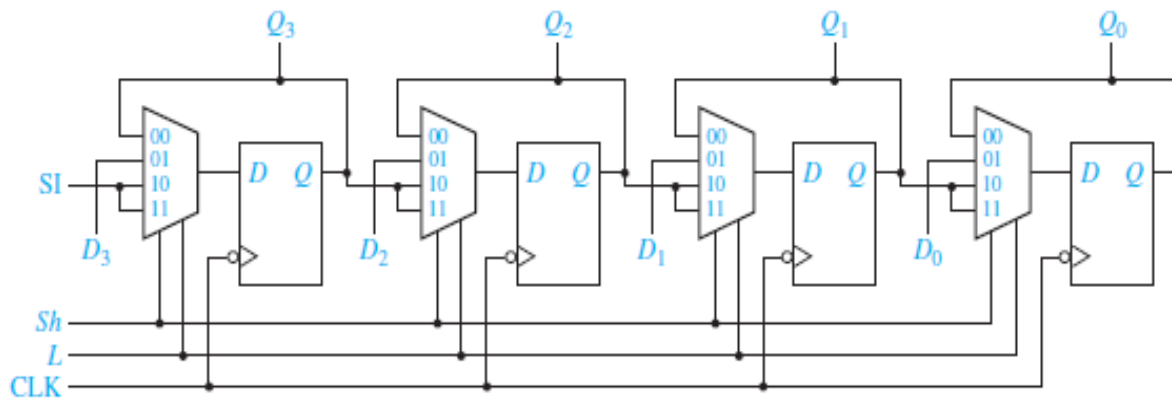 Q3 Q2 Q1 Q0
00 00 00 00
01 01 01 01
D Q D Q D Q D Q
SI 10 10 10 10
11 11 11 11
D3 D2 D1 D0
Sh
L
CLK